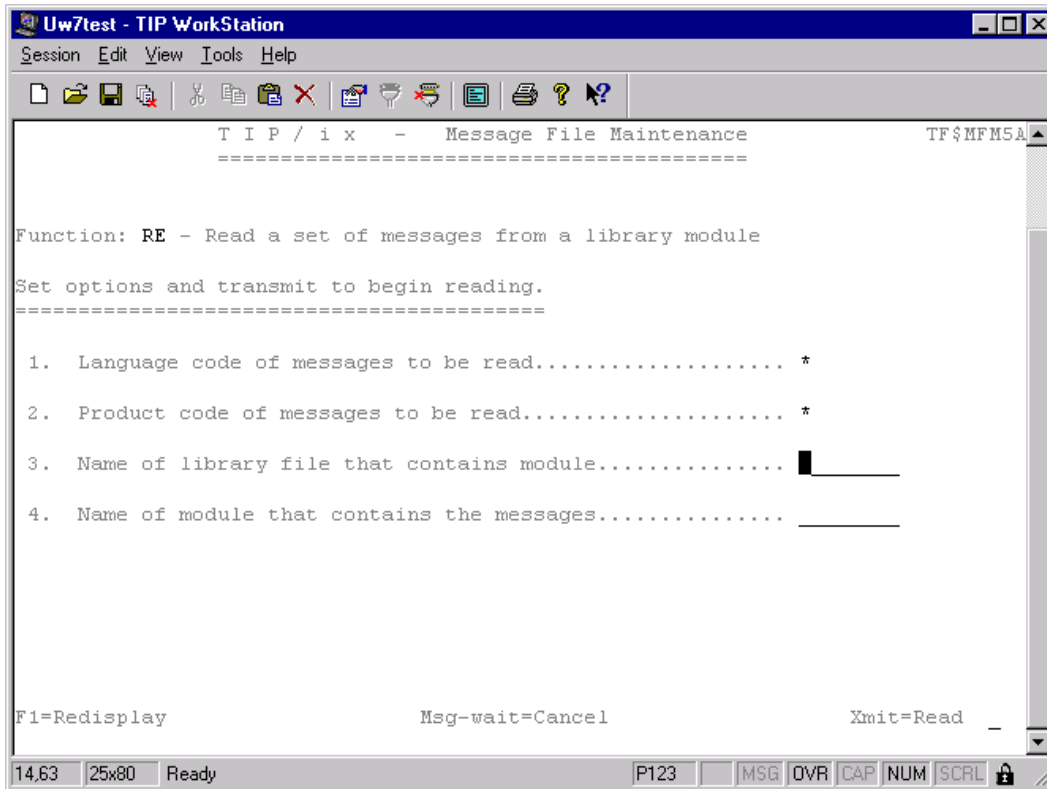 Uw7test - TIP WorkStation
Session Edit View Tools Help
T I P / i x - Message File Maintenance TF$MFM5A
==========================================
Function: RE - Read a set of messages from a library module
Set options and transmit to begin reading.
==========================================
1. Language code of messages to be read.................... *
2. Product code of messages to be read..................... *
3. Name of library file that contains module............... _______
4. Name of module that contains the messages............... ________
F1=Redisplay Msg-wait=Cancel Xmit=Read _
14,63 25x80 Ready P123 MSG OVR CAP NUM SCRL